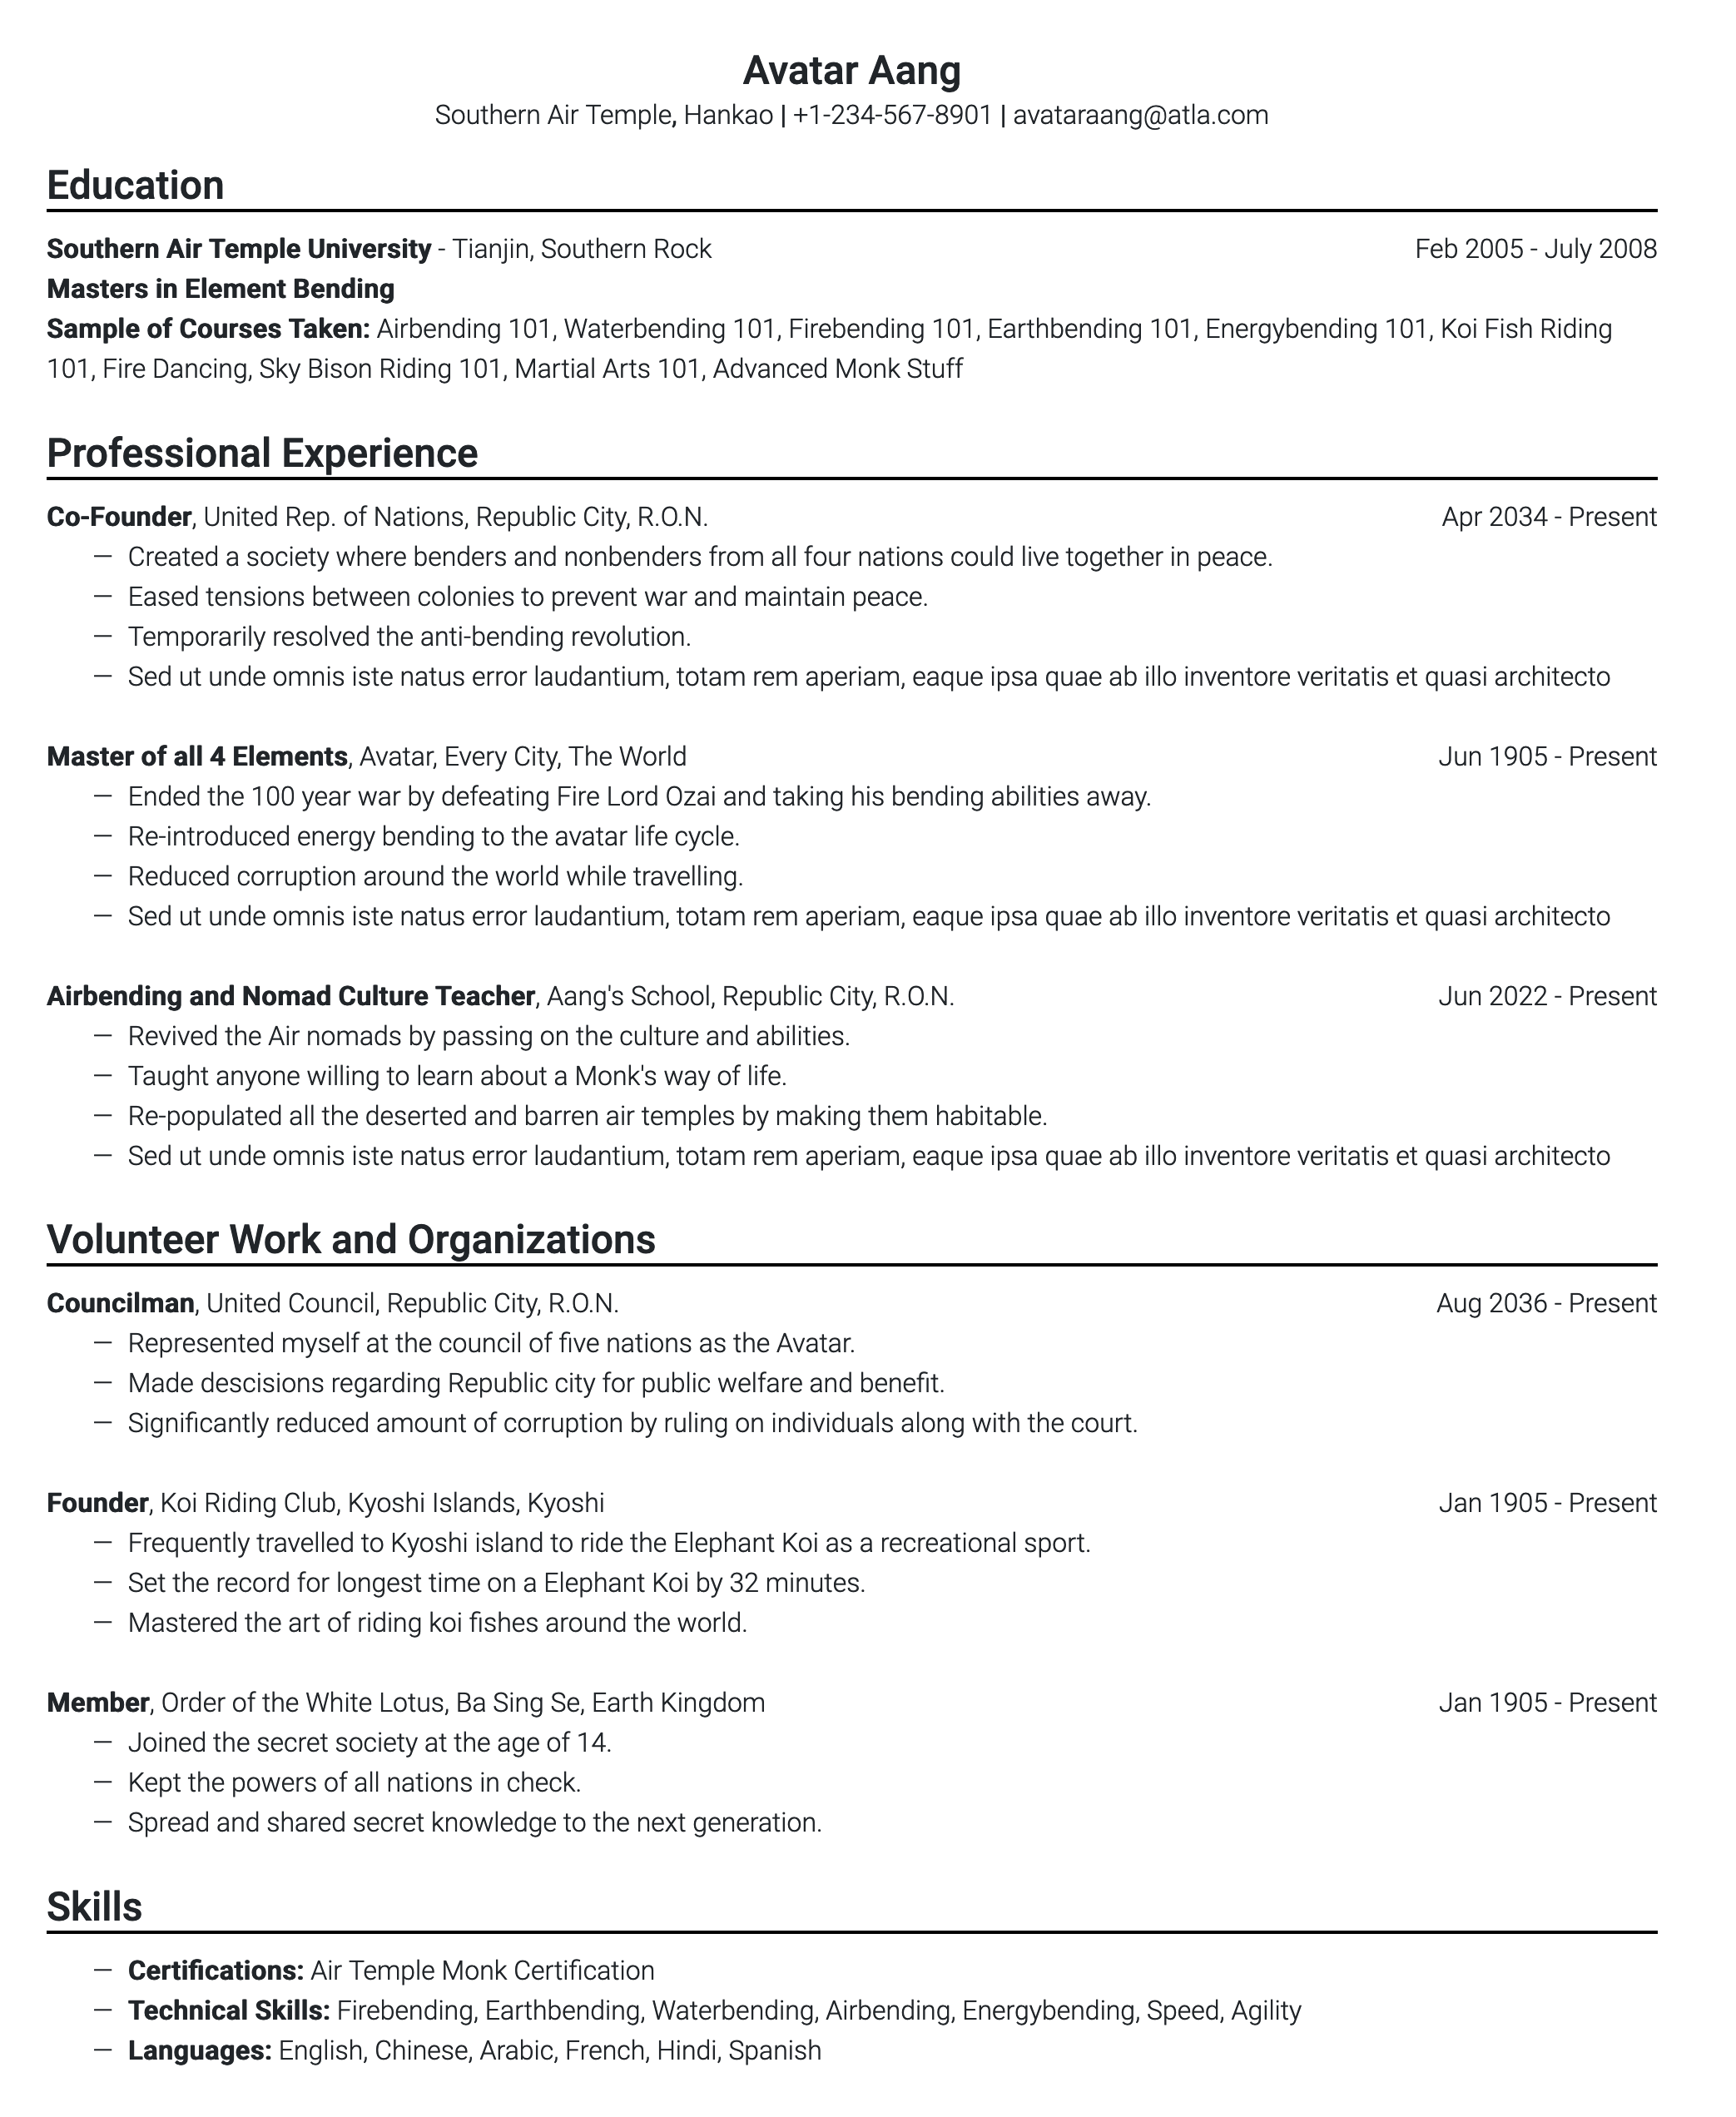 Avatar Aang
Southern Air Temple, Hankao | +1-234-567-8901 | avataraang@atla.com
Education
Southern Air Temple University - Tianjin, Southern Rock Feb 2005 - July 2008
Masters in Element Bending
Sample of Courses Taken: Airbending 101, Waterbending 101, Firebending 101, Earthbending 101, Energybending 101, Koi Fish Riding
101, Fire Dancing, Sky Bison Riding 101, Martial Arts 101, Advanced Monk Stuff
Professional Experience
Co-Founder, United Rep. of Nations, Republic City, R.O.N. Apr 2034 - Present
— Created a society where benders and nonbenders from all four nations could live together in peace.
— Eased tensions between colonies to prevent war and maintain peace.
— Temporarily resolved the anti-bending revolution.
— Sed ut unde omnis iste natus error laudantium, totam rem aperiam, eaque ipsa quae ab illo inventore veritatis et quasi architecto
Master of all 4 Elements, Avatar, Every City, The World Jun 1905 - Present
— Ended the 100 year war by defeating Fire Lord Ozai and taking his bending abilities away.
— Re-introduced energy bending to the avatar life cycle.
— Reduced corruption around the world while travelling.
— Sed ut unde omnis iste natus error laudantium, totam rem aperiam, eaque ipsa quae ab illo inventore veritatis et quasi architecto
Airbending and Nomad Culture Teacher, Aang's School, Republic City, R.O.N. Jun 2022 - Present
— Revived the Air nomads by passing on the culture and abilities.
— Taught anyone willing to learn about a Monk's way of life.
— Re-populated all the deserted and barren air temples by making them habitable.
— Sed ut unde omnis iste natus error laudantium, totam rem aperiam, eaque ipsa quae ab illo inventore veritatis et quasi architecto
Volunteer Work and Organizations
Councilman, United Council, Republic City, R.O.N. Aug 2036 - Present
— Represented myself at the council of five nations as the Avatar.
— Made descisions regarding Republic city for public welfare and benefit.
— Significantly reduced amount of corruption by ruling on individuals along with the court.
Founder, Koi Riding Club, Kyoshi Islands, Kyoshi Jan 1905 - Present
— Frequently travelled to Kyoshi island to ride the Elephant Koi as a recreational sport.
— Set the record for longest time on a Elephant Koi by 32 minutes.
— Mastered the art of riding koi fishes around the world.
Member, Order of the White Lotus, Ba Sing Se, Earth Kingdom Jan 1905 - Present
— Joined the secret society at the age of 14.
— Kept the powers of all nations in check.
— Spread and shared secret knowledge to the next generation.
Skills
— Certifications: Air Temple Monk Certification
— Technical Skills: Firebending, Earthbending, Waterbending, Airbending, Energybending, Speed, Agility
— Languages: English, Chinese, Arabic, French, Hindi, Spanish